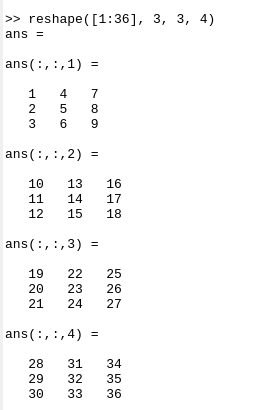 >> reshape([1:36], 3, 3, 4)
ans =
ans(:,:,1) =
1 4 7
2 5 8
3 6 9
ans(:,:,2) =
10 13 16
11 14 17
12 15 18
ans(:,:,3) =
19 22 25
20 23 26
21 24 27
ans(:,:,4) =
28 31 34
29 32 35
30 33 36